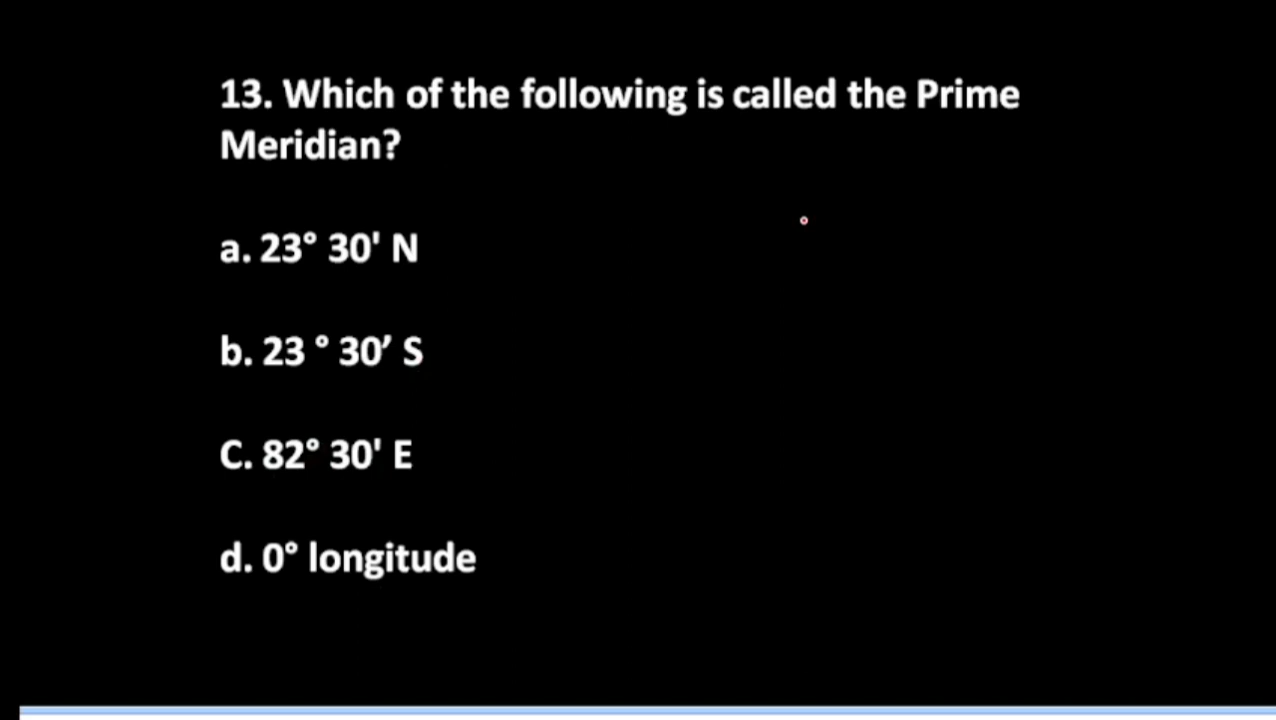 13. Which of the following is called the Prime
Meridian?
a. 23° 30' N
b. 23 ° 30’ S
C. 82° 30' E
d. 0° longitude